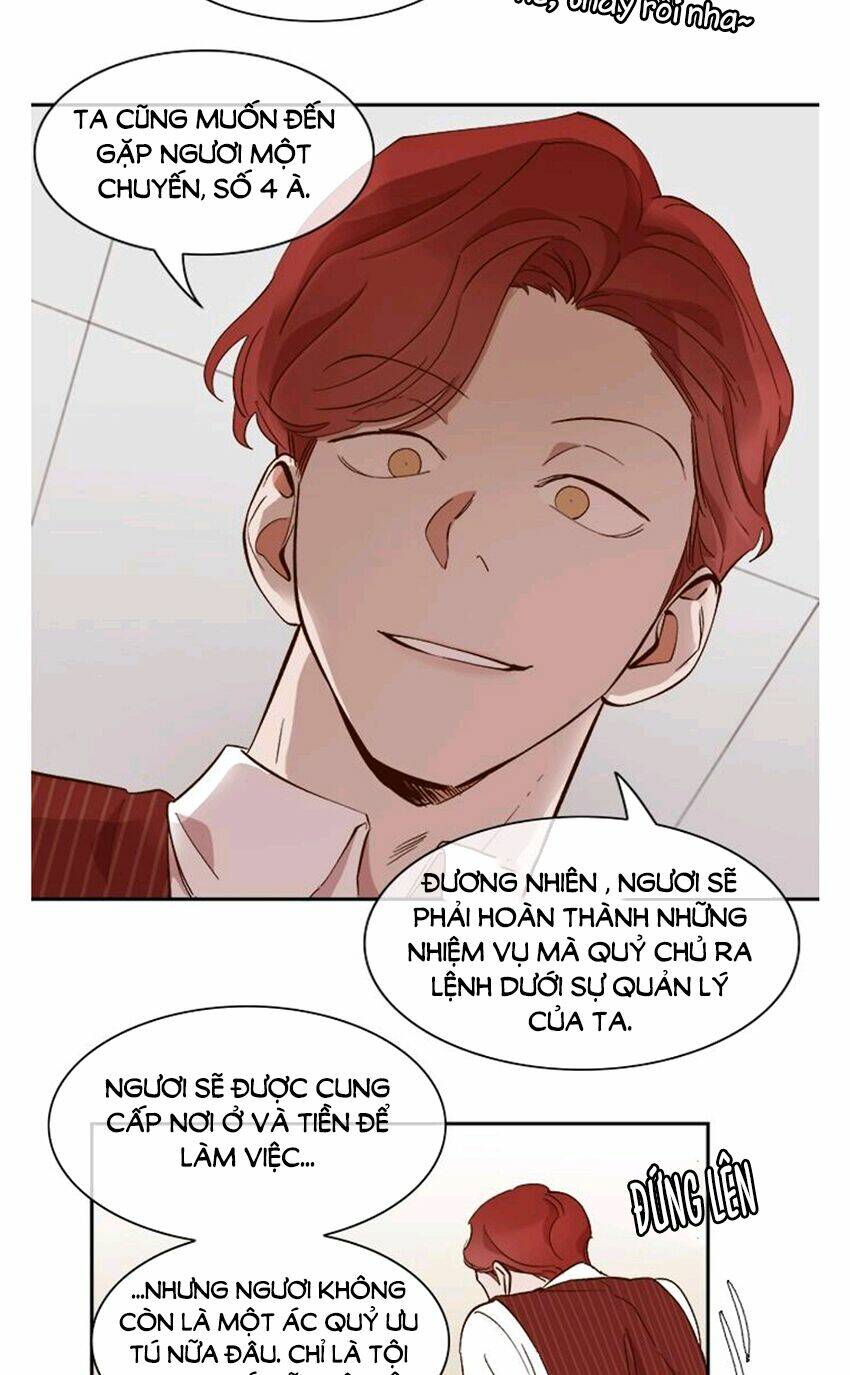 thấy rồi nha~
TA CŨNG MUỐN ĐẾN
GẶP NGƯƠI MỘT
CHUYẾN, SỐ 4 À.
ĐƯƠNG NHIÊN , NGƯƠI SẼ
PHẢI HOÀN THÀNH NHỮNG
NHIỆM VỤ MÀ QUỶ CHỦ RA
LỆNH DƯỚI SỰ QUẢN LÝ
CỦA TA.
NGƯƠI SẼ ĐƯỢC CUNG
CẤP NƠI Ở VÀ TIỀN ĐỂ
LÀM VIỆC...
ĐỨNG LÊN
...NHƯNG NGƯƠI KHÔNG
CÒN LÀ MỘT ÁC QUỶ ƯU
TÚ NỮA ĐÂU. CHỈ LÀ TỘI